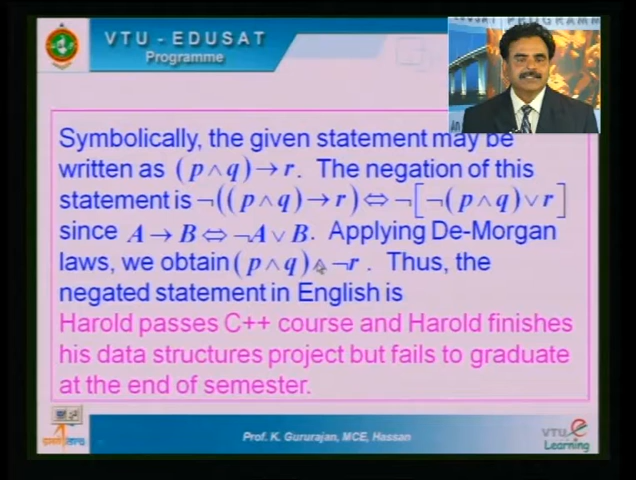 VTU - EDUSAT
Programme
PROGRAMM
An
Symbolically, the given statement may be
written as (p ∧ q) → r. The negation of this
statement is ¬((p ∧ q) → r) ⇔ ¬[¬(p ∧ q) ∨ r]
since A → B ⇔ ¬A ∨ B. Applying De-Morgan
laws, we obtain (p ∧ q) ∧ ¬r . Thus, the
negated statement in English is
Harold passes C++ course and Harold finishes
his data structures project but fails to graduate
at the end of semester.
Prof. K. Gururajan, MCE, Hassan
VTU e
Learning